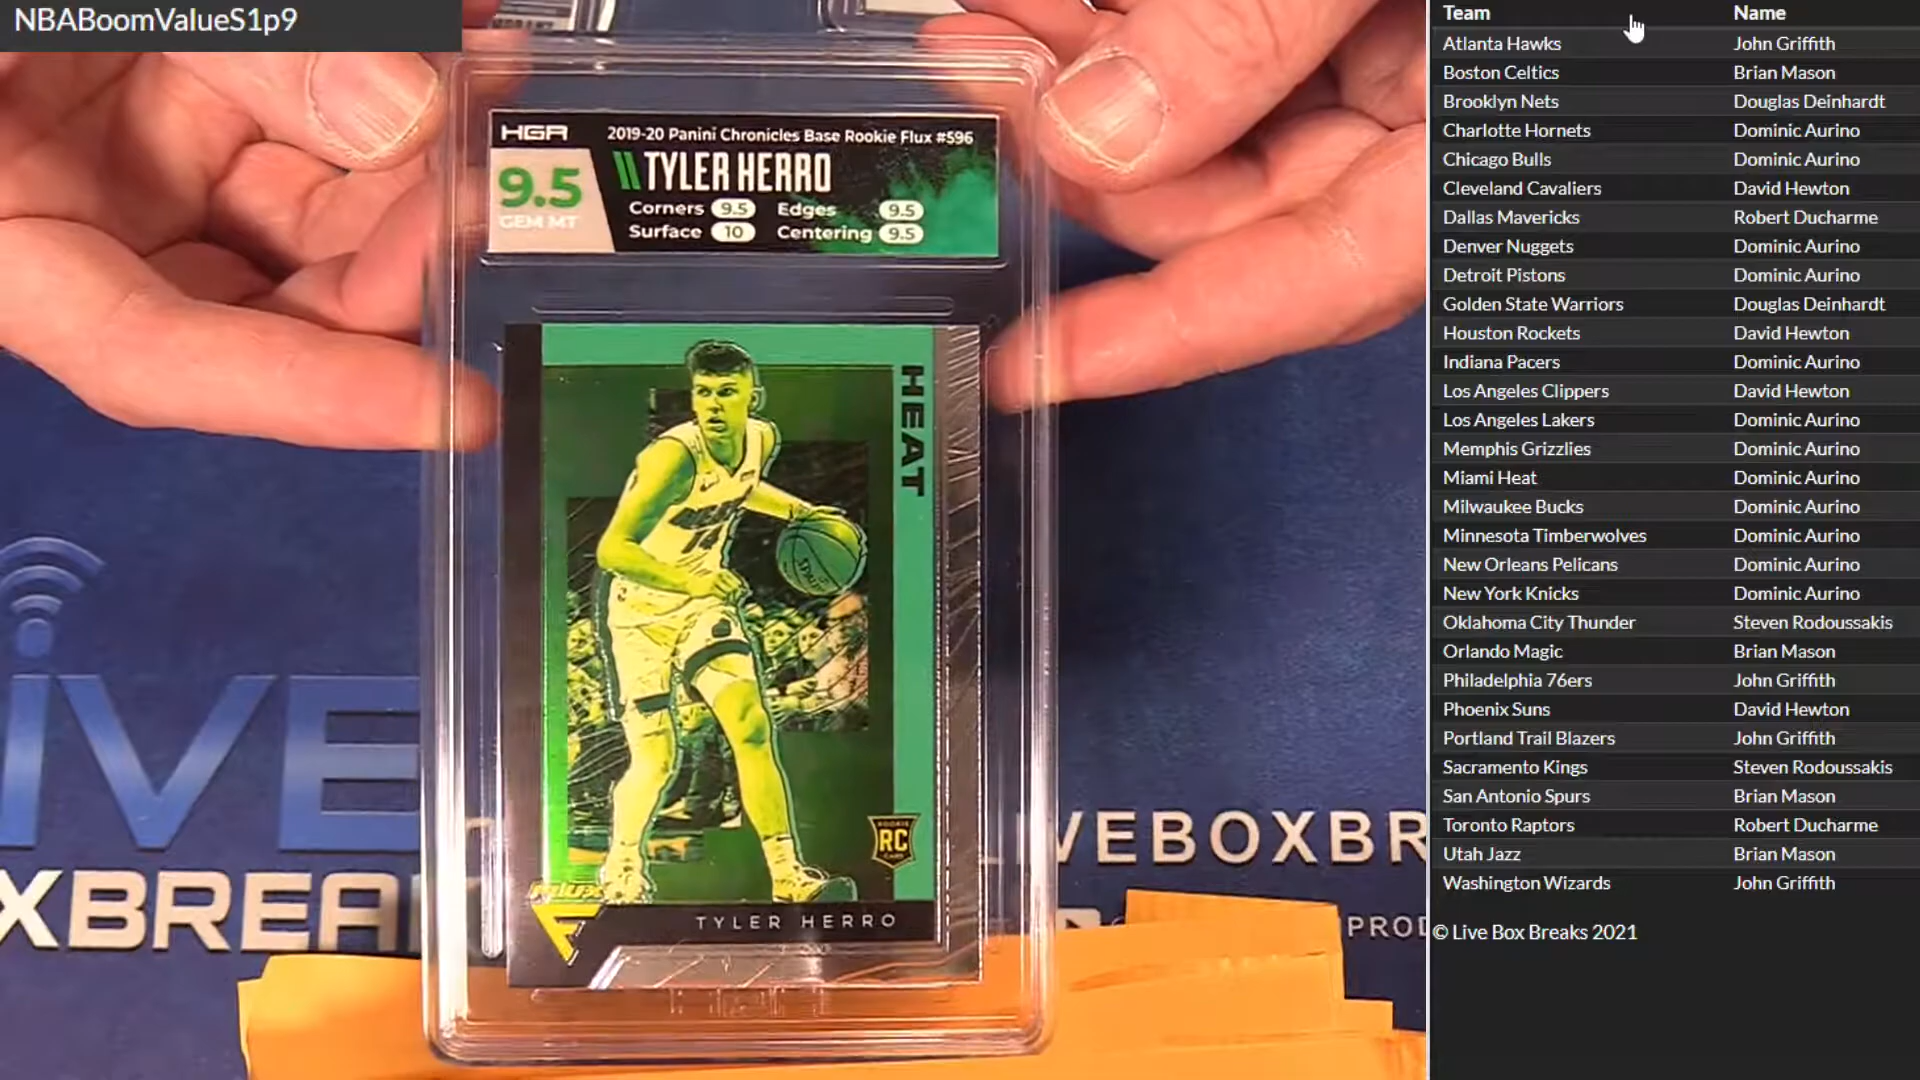 NBABoomValueS1p9
HGA
2019-20 Panini Chronicles Base Rookie Flux #596
TYLER HERRO
9.5
GEM MT
Corners 9.5 Edges 9.5
Surface 10 Centering 9.5
HEAT
14
SPALDING
ROOKIE
RC
CARD
FLUX
TYLER HERRO
LIVE
XBREA
IVEBOXBR
PROD
Team Name
Atlanta Hawks John Griffith
Boston Celtics Brian Mason
Brooklyn Nets Douglas Deinhardt
Charlotte Hornets Dominic Aurino
Chicago Bulls Dominic Aurino
Cleveland Cavaliers David Hewton
Dallas Mavericks Robert Ducharme
Denver Nuggets Dominic Aurino
Detroit Pistons Dominic Aurino
Golden State Warriors Douglas Deinhardt
Houston Rockets David Hewton
Indiana Pacers Dominic Aurino
Los Angeles Clippers David Hewton
Los Angeles Lakers Dominic Aurino
Memphis Grizzlies Dominic Aurino
Miami Heat Dominic Aurino
Milwaukee Bucks Dominic Aurino
Minnesota Timberwolves Dominic Aurino
New Orleans Pelicans Dominic Aurino
New York Knicks Dominic Aurino
Oklahoma City Thunder Steven Rodoussakis
Orlando Magic Brian Mason
Philadelphia 76ers John Griffith
Phoenix Suns David Hewton
Portland Trail Blazers John Griffith
Sacramento Kings Steven Rodoussakis
San Antonio Spurs Brian Mason
Toronto Raptors Robert Ducharme
Utah Jazz Brian Mason
Washington Wizards John Griffith
© Live Box Breaks 2021